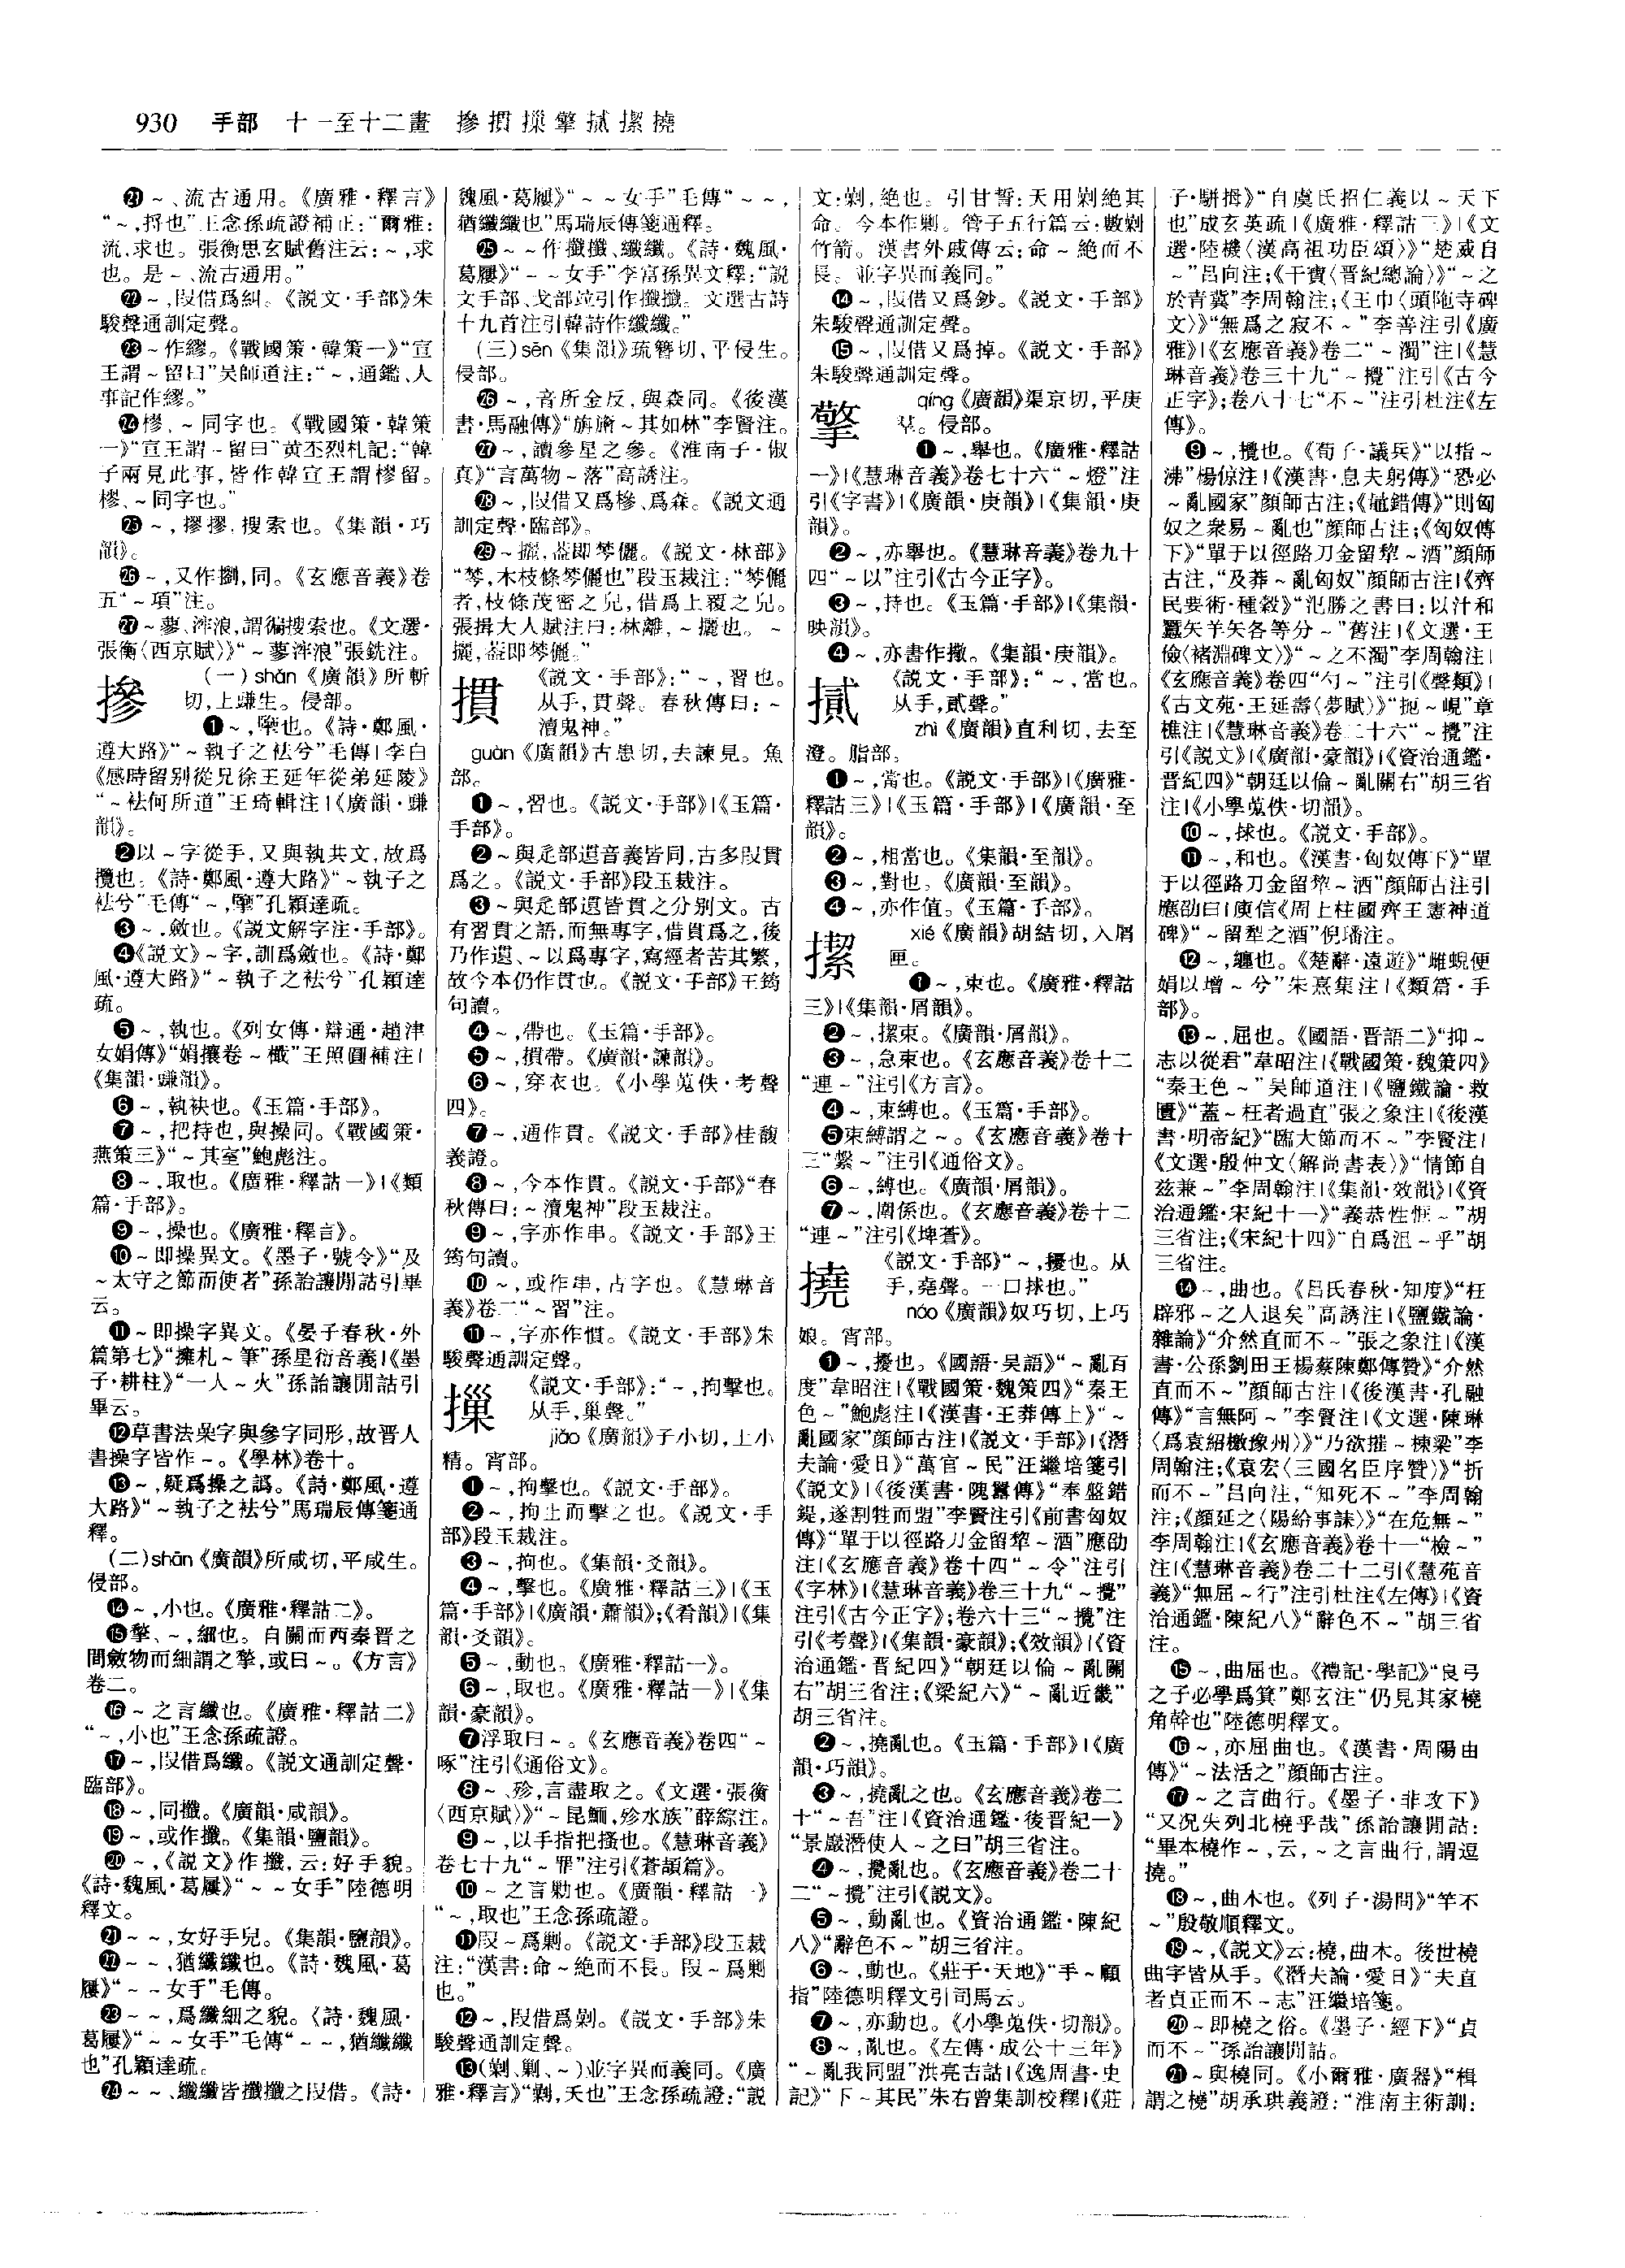 930 手部 十一至十二畫 摻摜摷擎㨖擷撓
㉑～、流古通用。《廣雅·釋言》
“～,捋也”王念孫疏證補正:“爾雅:
流,求也。張衡思玄賦舊注云:～,求
也。是～、流古通用。”
㉒～,叚借爲糾。《説文·手部》朱
駿聲通訓定聲。
㉓～作繆。《戰國策·韓策一》“宣
王謂～留曰”吴師道注:“～,通鑑、人
事記作繆。”
㉔樛、～同字也。《戰國策·韓策
一》“宣王謂～留曰”黄丕烈札記:“韓
子兩見此事,皆作韓宣王謂樛留。
樛、～同字也。”
㉕～,摎摎,搜索也。《集韻·巧
韻》。
㉖～,又作摎,同。《玄應音義》卷
五“～項”注。
㉗～蓼、浶浪,謂徧搜索也。《文選·
張衡〈西京賦〉》“～蓼浶浪”張銑注。
摻
(一)shǎn《廣韻》所斬
切,上豏生。侵部。
❶～,擥也。《詩·鄭風·
遵大路》“～執子之袪兮”毛傳|李白
《感時留别從兄徐王延年從弟延陵》
“～袪何所道”王琦輯注|《廣韻·豏
韻》。
❷以～字從手,又與執共文,故爲
攬也。《詩·鄭風·遵大路》“～執子之
袪兮”毛傳“～,擥”孔穎達疏。
❸～,斂也。《説文解字注·手部》。
❹《説文》～字,訓爲斂也。《詩·鄭
風·遵大路》“～執子之袪兮”孔穎達
疏。
❺～,執也。《列女傳·辯通·趙津
女娟傳》“娟攘卷～檝”王照圓補注|
《集韻·豏韻》。
❻～,執袂也。《玉篇·手部》。
❼～,把持也,與操同。《戰國策·
燕策三》“～其室”鮑彪注。
❽～,取也。《廣雅·釋詁一》|《類
篇·手部》。
❾～,操也。《廣雅·釋言》。
❿～即操異文。《墨子·號令》“及
～太守之節而使者”孫詒讓閒詁引畢
云。
⓫～即操字異文。《晏子春秋·外
篇第七》“擁札～筆”孫星衍音義|《墨
子·耕柱》“一人～火”孫詒讓閒詁引
畢云。
⓬草書法喿字與參字同形,故晋人
書操字皆作～。《學林》卷十。
⓭～,疑爲操之譌。《詩·鄭風·遵
大路》“～執子之袪兮”馬瑞辰傳箋通
釋。
(二)shān《廣韻》所咸切,平咸生。
侵部。
⓮～,小也。《廣雅·釋詁二》。
⓯揫、～,細也。自關而西秦晋之
間斂物而細謂之揫,或曰～。《方言》
卷二。
⓰～之言纖也。《廣雅·釋詁二》
“～,小也”王念孫疏證。
⓱～,叚借爲纖。《説文通訓定聲·
臨部》。
⓲～,同攕。《廣韻·咸韻》。
⓳～,或作攕。《集韻·鹽韻》。
⓴～,《説文》作攕,云:好手貌。
《詩·魏風·葛屨》“～～女手”陸德明
釋文。
㉑～～,女好手皃。《集韻·鹽韻》。
㉒～～,猶纖纖也。《詩·魏風·葛
屨》“～～女手”毛傳。
㉓～～,爲纖細之貌。《詩·魏風·
葛屨》“～～女手”毛傳“～～,猶纖纖
也”孔穎達疏。
㉔～～、纖纖皆攕攕之叚借。《詩·
魏風·葛屨》“～～女手”毛傳“～～,
猶纖纖也”馬瑞辰傳箋通釋。
㉕～～作攕攕、纖纖。《詩·魏風·
葛屨》“～～女手”李富孫異文釋:“説
文手部、戈部竝引作攕攕。文選古詩
十九首注引韓詩作纖纖。”
(三)sēn《集韻》疏簪切,平侵生。
侵部。
㉖～,音所金反,與森同。《後漢
書·馬融傳》“旃旝～其如林”李賢注。
㉗～,讀參星之參。《淮南子·俶
真》“言萬物～落”高誘注。
㉘～,叚借又爲槮、爲森。《説文通
訓定聲·臨部》。
㉙～攦,葢即棽儷。《説文·林部》
“棽,木枝條棽儷也”段玉裁注:“棽儷
者,枝條茂密之皃,借爲上覆之皃。
張揖大人賦注曰:林離,～攦也。～
攦,葢即棽儷。”
摜
《説文·手部》:“～,習也。
从手,貫聲。春秋傳曰:～
瀆鬼神。”
guàn《廣韻》古患切,去諫見。魚
部。
❶～,習也。《説文·手部》|《玉篇·
手部》。
❷～與辵部遦音義皆同,古多叚貫
爲之。《説文·手部》段玉裁注。
❸～與辵部遦皆貫之分别文。古
有習貫之語,而無專字,借貫爲之,後
乃作遦、～以爲專字,寫經者苦其繁,
故今本仍作貫也。《説文·手部》王筠
句讀。
❹～,帶也。《玉篇·手部》。
❺～,摜帶。《廣韻·諫韻》。
❻～,穿衣也。《小學蒐佚·考聲
四》。
❼～,通作貫。《説文·手部》桂馥
義證。
❽～,今本作貫。《説文·手部》“春
秋傳曰:～瀆鬼神”段玉裁注。
❾～,字亦作串。《説文·手部》王
筠句讀。
❿～,或作串,古字也。《慧琳音
義》卷二“～習”注。
⓫～,字亦作慣。《説文·手部》朱
駿聲通訓定聲。
摷
《説文·手部》:“～,拘擊也。
从手,巢聲。”
jiǎo《廣韻》子小切,上小
精。宵部。
❶～,拘擊也。《説文·手部》。
❷～,拘止而擊之也。《説文·手
部》段玉裁注。
❸～,拘也。《集韻·爻韻》。
❹～,擊也。《廣雅·釋詁三》|《玉
篇·手部》|《廣韻·蕭韻》;《肴韻》|《集
韻·爻韻》。
❺～,動也。《廣雅·釋詁一》。
❻～,取也。《廣雅·釋詁一》|《集
韻·豪韻》。
❼浮取曰～。《玄應音義》卷四“～
啄”注引《通俗文》。
❽～、殄,言盡取之。《文選·張衡
〈西京賦〉》“～昆鮞,殄水族”薛綜注。
❾～,以手指把搔也。《慧琳音義》
卷七十九“～罪”注引《蒼頡篇》。
❿～之言勦也。《廣韻·釋詁一》
“～,取也”王念孫疏證。
⓫叚～爲剿。《説文·手部》段玉裁
注:“漢書:命～絶而不長。叚～爲剿
也。”
⓬～,叚借爲剿。《説文·手部》朱
駿聲通訓定聲。
⓭(剿、劋、～)並字異而義同。《廣
雅·釋言》“剿,夭也”王念孫疏證:“説
文:剿,絶也。引甘誓:天用剿絶其
命。今本作劋。管子五行篇云:數剿
竹箭。漢書外戚傳云:命～絶而不
長。並字異而義同。”
⓮～,叚借又爲鈔。《説文·手部》
朱駿聲通訓定聲。
⓯～,叚借又爲掉。《説文·手部》
朱駿聲通訓定聲。
擎
qíng《廣韻》渠京切,平庚
羣。侵部。
❶～,舉也。《廣雅·釋詁
一》|《慧琳音義》卷七十六“～燈”注
引《字書》|《廣韻·庚韻》|《集韻·庚
韻》。
❷～,亦舉也。《慧琳音義》卷九十
四“～以”注引《古今正字》。
❸～,持也。《玉篇·手部》|《集韻·
映韻》。
❹～,亦書作撽。《集韻·庚韻》。
㨖
《説文·手部》:“～,當也。
从手,貳聲。”
zhì《廣韻》直利切,去至
澄。脂部。
❶～,當也。《説文·手部》|《廣雅·
釋詁三》|《玉篇·手部》|《廣韻·至
韻》。
❷～,相當也。《集韻·至韻》。
❸～,對也。《廣韻·至韻》。
❹～,亦作值。《玉篇·手部》。
㩪
xié《廣韻》胡結切,入屑
匣。
❶～,束也。《廣雅·釋詁
三》|《集韻·屑韻》。
❷～,㩪束。《廣韻·屑韻》。
❸～,急束也。《玄應音義》卷十二
“連～”注引《方言》。
❹～,束縛也。《玉篇·手部》。
❺束縛謂之～。《玄應音義》卷十
三“繫～”注引《通俗文》。
❻～,縛也。《廣韻·屑韻》。
❼～,關係也。《玄應音義》卷十二
“連～”注引《埤蒼》。
撓
《説文·手部》“～,擾也。从
手,堯聲。一曰捄也。”
náo《廣韻》奴巧切,上巧
娘。宵部。
❶～,擾也。《國語·吴語》“～亂百
度”韋昭注|《戰國策·魏策四》“秦王
色～”鮑彪注|《漢書·王莽傳上》“～
亂國家”顔師古注|《説文·手部》|《潛
夫論·愛日》“萬官～民”汪繼培箋引
《説文》|《後漢書·隗囂傳》“奉盤錯
鍉,遂割牲而盟”李賢注引《前書匈奴
傳》“單于以徑路刀金留犂～酒”應劭
注|《玄應音義》卷十四“～令”注引
《字林》|《慧琳音義》卷三十九“～攪”
注引《古今正字》;卷六十三“～攪”注
引《考聲》|《集韻·豪韻》;《效韻》|《資
治通鑑·晋紀四》“朝廷以倫～亂關
右”胡三省注;《梁紀六》“～亂近畿”
胡三省注。
❷～,撓亂也。《玉篇·手部》|《廣
韻·巧韻》。
❸～,撓亂之也。《玄應音義》卷二
十“～吾”注|《資治通鑑·後晋紀一》
“景巖潛使人～之曰”胡三省注。
❹～,攪亂也。《玄應音義》卷二十
二“～攪”注引《説文》。
❺～,動亂也。《資治通鑑·陳紀
八》“辭色不～”胡三省注。
❻～,動也。《莊子·天地》“手～顧
指”陸德明釋文引司馬云。
❼～,亦動也。《小學蒐佚·切韻》。
❽～,亂也。《左傳·成公十三年》
“～亂我同盟”洪亮吉詁|《逸周書·史
記》“下～其民”朱右曾集訓校釋|《莊
子·駢拇》“自虞氏招仁義以～天下
也”成玄英疏|《廣雅·釋詁三》|《文
選·陸機〈漢高祖功臣頌〉》“楚威自
～”吕向注;《干寶〈晋紀總論〉》“～之
於青冀”李周翰注;《王巾〈頭陁寺碑
文〉》“無爲之寂不～”李善注引《廣
雅》|《玄應音義》卷二“～濁”注|《慧
琳音義》卷三十九“～攪”注引《古今
正字》;卷八十七“不～”注引杜注《左
傳》。
❾～,攪也。《荀子·議兵》“以指～
沸”楊倞注|《漢書·息夫躬傳》“恐必
～亂國家”顔師古注;《鼂錯傳》“則匈
奴之衆易～亂也”顔師古注;《匈奴傳
下》“單于以徑路刀金留犂～酒”顔師
古注,“及莽～亂匈奴”顔師古注|《齊
民要術·種穀》“氾勝之書曰:以汁和
蠶矢羊矢各等分～”舊注|《文選·王
儉〈褚淵碑文〉》“～之不濁”李周翰注|
《玄應音義》卷四“勺～”注引《聲類》|
《古文苑·王延壽〈夢賦〉》“扼～峴”章
樵注|《慧琳音義》卷二十六“～攪”注
引《説文》|《廣韻·豪韻》|《資治通鑑·
晋紀四》“朝廷以倫～亂關右”胡三省
注|《小學蒐佚·切韻》。
❿～,捄也。《説文·手部》。
⓫～,和也。《漢書·匈奴傳下》“單
于以徑路刀金留犂～酒”顔師古注引
應劭曰|庾信《周上柱國齊王憲神道
碑》“～留犂之酒”倪璠注。
⓬～,纏也。《楚辭·遠遊》“雌蜺便
娟以增～兮”朱熹集注|《類篇·手
部》。
⓭～,屈也。《國語·晋語二》“抑～
志以從君”韋昭注|《戰國策·魏策四》
“秦王色～”吴師道注|《鹽鐵論·救
匱》“蓋～枉者過直”張之象注|《後漢
書·明帝紀》“臨大節而不～”李賢注|
《文選·殷仲文〈解尚書表〉》“情節自
兹兼～”李周翰注|《集韻·效韻》|《資
治通鑑·宋紀十一》“義恭性恇～”胡
三省注;《宋紀十四》“自爲沮～乎”胡
三省注。
⓮～,曲也。《吕氏春秋·知度》“枉
辟邪～之人退矣”高誘注|《鹽鐵論·
雜論》“介然直而不～”張之象注|《漢
書·公孫劉田王楊蔡陳鄭傳贊》“介然
直而不～”顔師古注|《後漢書·孔融
傳》“言無阿～”李賢注|《文選·陳琳
〈爲袁紹檄豫州〉》“乃欲摧～棟梁”李
周翰注;《袁宏〈三國名臣序贊〉》“折
而不～”吕向注,“知死不～”李周翰
注;《顔延之〈陽給事誄〉》“在危無～”
李周翰注|《玄應音義》卷十一“檢～”
注|《慧琳音義》卷二十二引《慧苑音
義》“無屈～行”注引杜注《左傳》|《資
治通鑑·陳紀八》“辭色不～”胡三省
注。
⓯～,曲屈也。《禮記·學記》“良弓
之子必學爲箕”鄭玄注“仍見其家橈
角幹也”陸德明釋文。
⓰～,亦屈曲也。《漢書·周陽由
傳》“～法活之”顔師古注。
⓱～之言曲行。《墨子·非攻下》
“又况失列北橈乎哉”孫詒讓閒詁:
“畢本橈作～,云,～之言曲行,謂逗
橈。”
⓲～,曲木也。《列子·湯問》“竿不
～”殷敬順釋文。
⓳～,《説文》云:橈,曲木。後世橈
曲字皆从手。《潛夫論·愛日》“夫直
者貞正而不～志”汪繼培箋。
⓴～即橈之俗。《墨子·經下》“貞
而不～”孫詒讓閒詁。
㉑～與橈同。《小爾雅·廣器》“楫
謂之橈”胡承珙義證:“淮南主術訓: